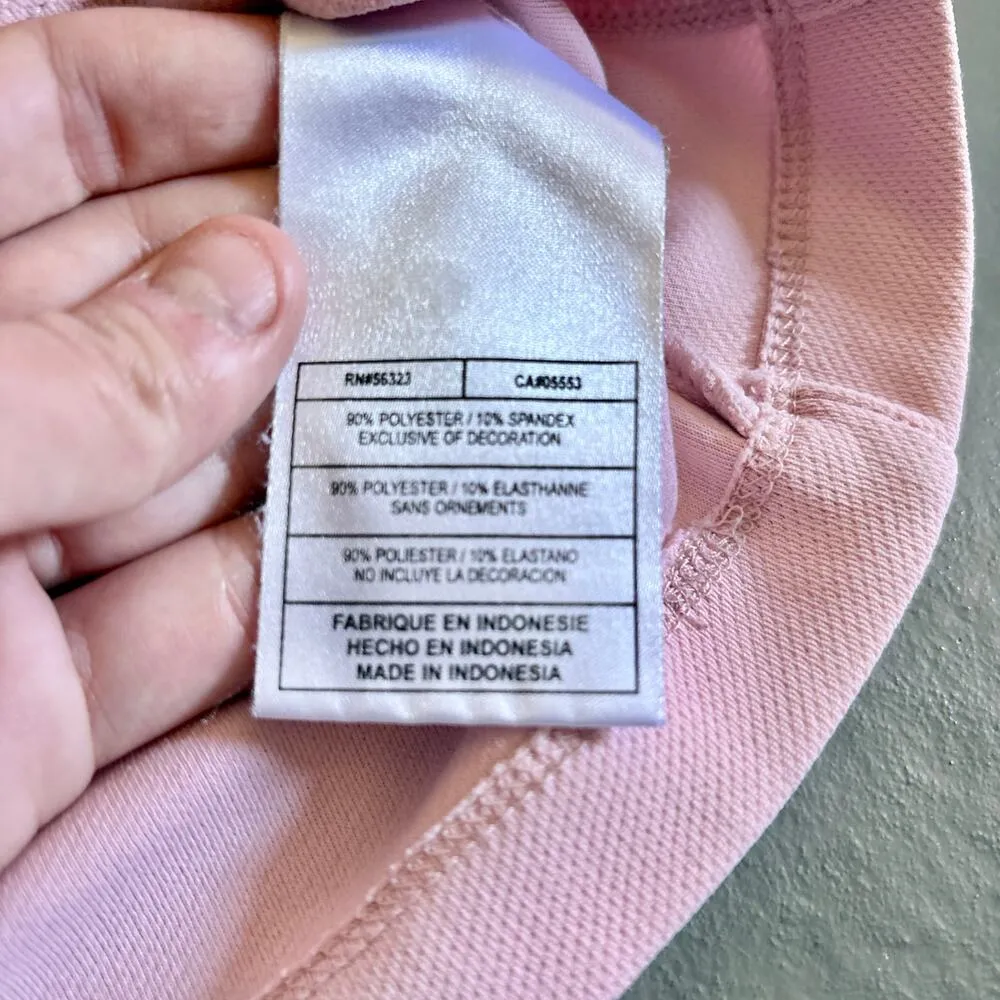 RN#56323
CA#05553
90% POLYESTER / 10% SPANDEX
EXCLUSIVE OF DECORATION
90% POLYESTER / 10% ELASTHANNE
SANS ORNEMENTS
90% POLIESTER / 10% ELASTANO
NO INCLUYE LA DECORACION
FABRIQUE EN INDONESIE
HECHO EN INDONESIA
MADE IN INDONESIA